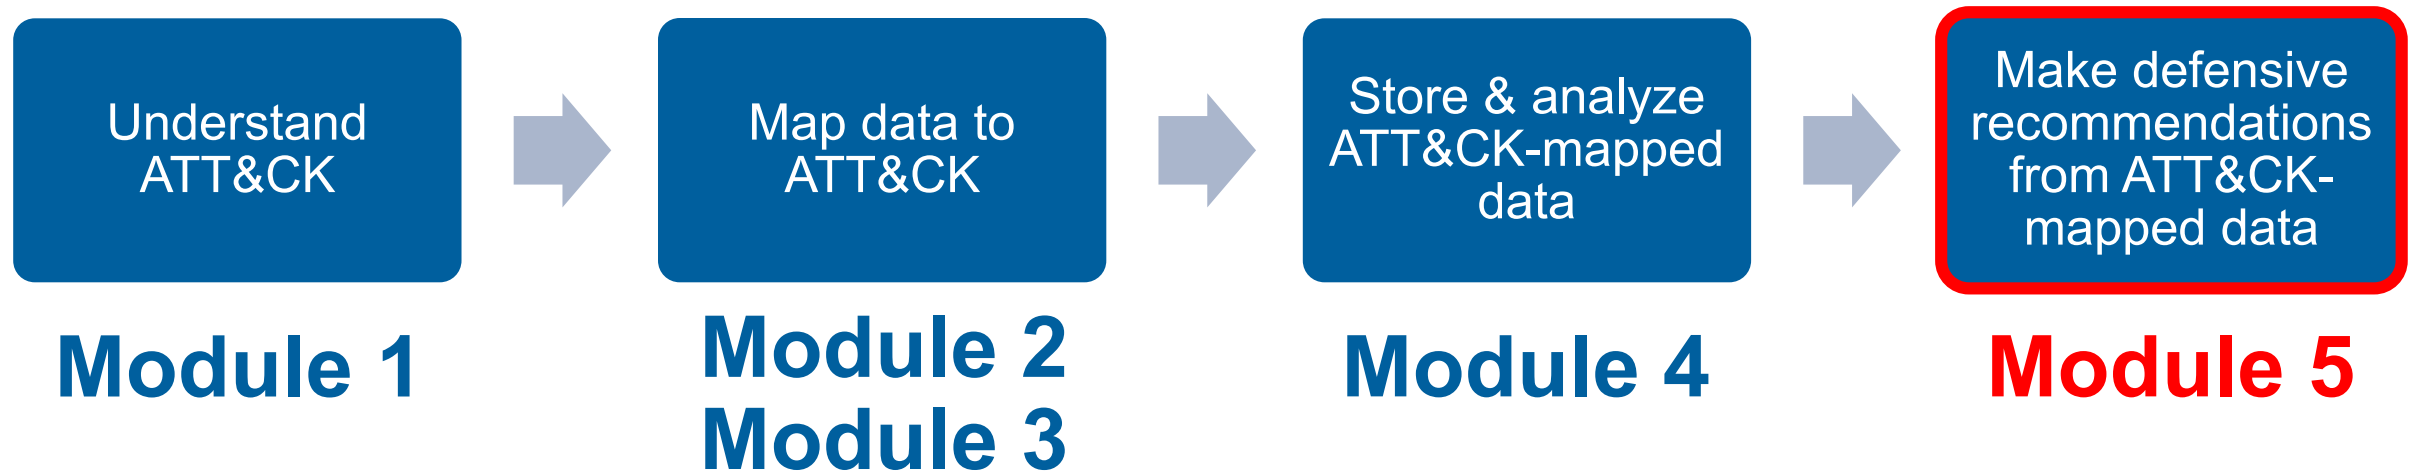 Understand
ATT&CK
Module 1
Map data to
ATT&CK
Module 2
Module 3
Store & analyze
ATT&CK-mapped
data
Module 4
Make defensive
recommendations
from ATT&CK-
mapped data
Module 5